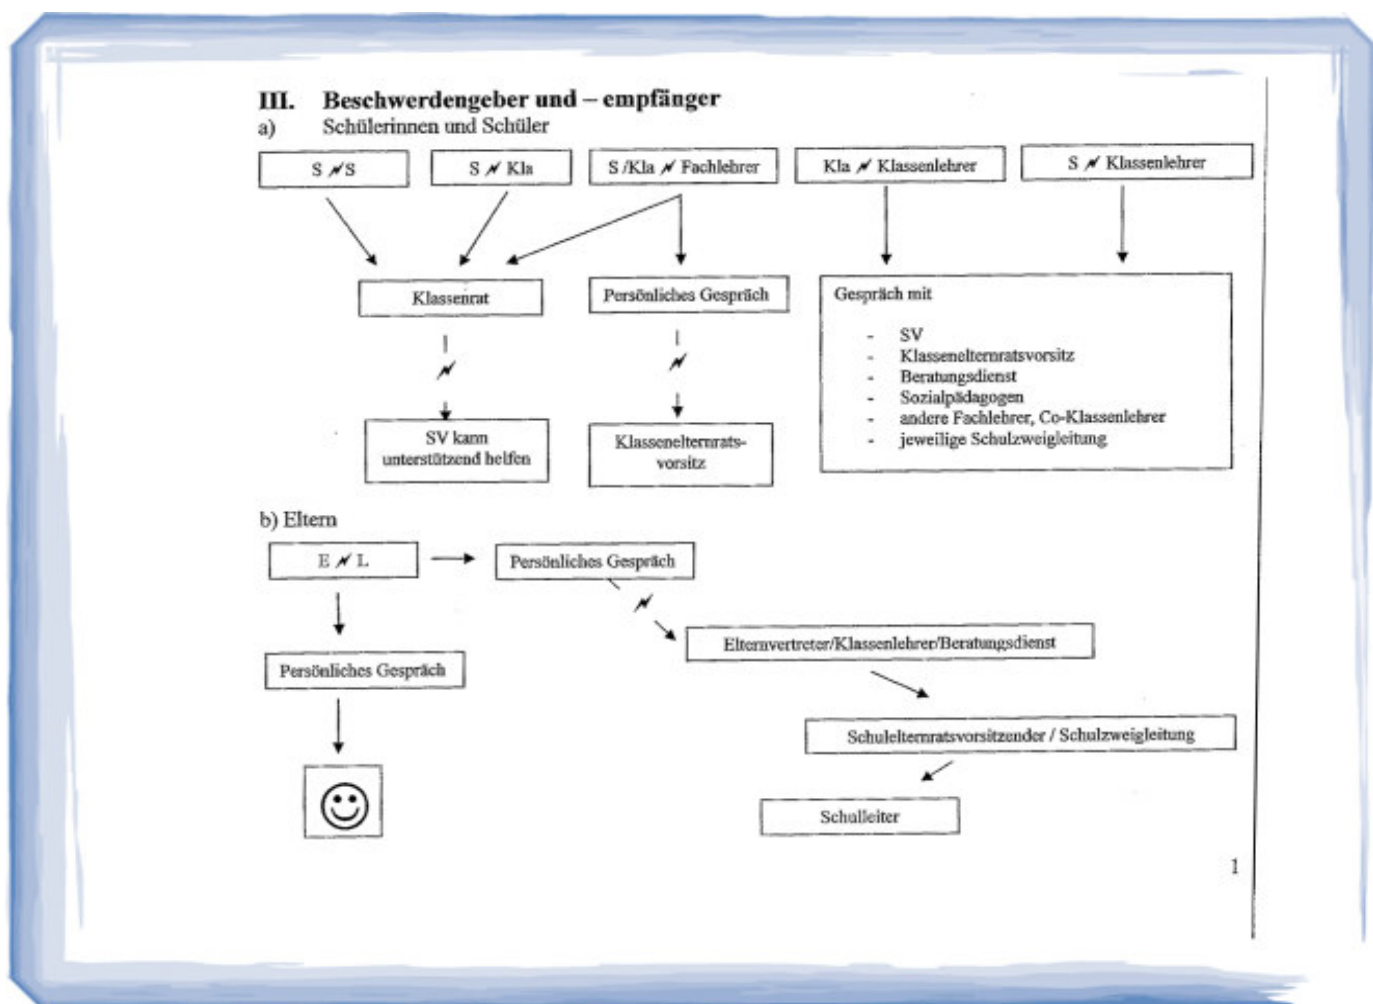 III. Beschwerdengeber und – empfänger
a) Schülerinnen und Schüler
S S
S Kla
S /Kla Fachlehrer
Kla Klassenlehrer
S Klassenlehrer
Klassenrat
Persönliches Gespräch
Gespräch mit
- SV
- Klassenelternratsvorsitz
- Beratungsdienst
- Sozialpädagogen
- andere Fachlehrer, Co-Klassenlehrer
- jeweilige Schulzweigleitung
SV kann
unterstützend helfen
Klassenelternrats-
vorsitz
b) Eltern
E L
Persönliches Gespräch
Elternvertreter/Klassenlehrer/Beratungsdienst
Persönliches Gespräch
Schulelternratsvorsitzender / Schulzweigleitung
Schulleiter
1